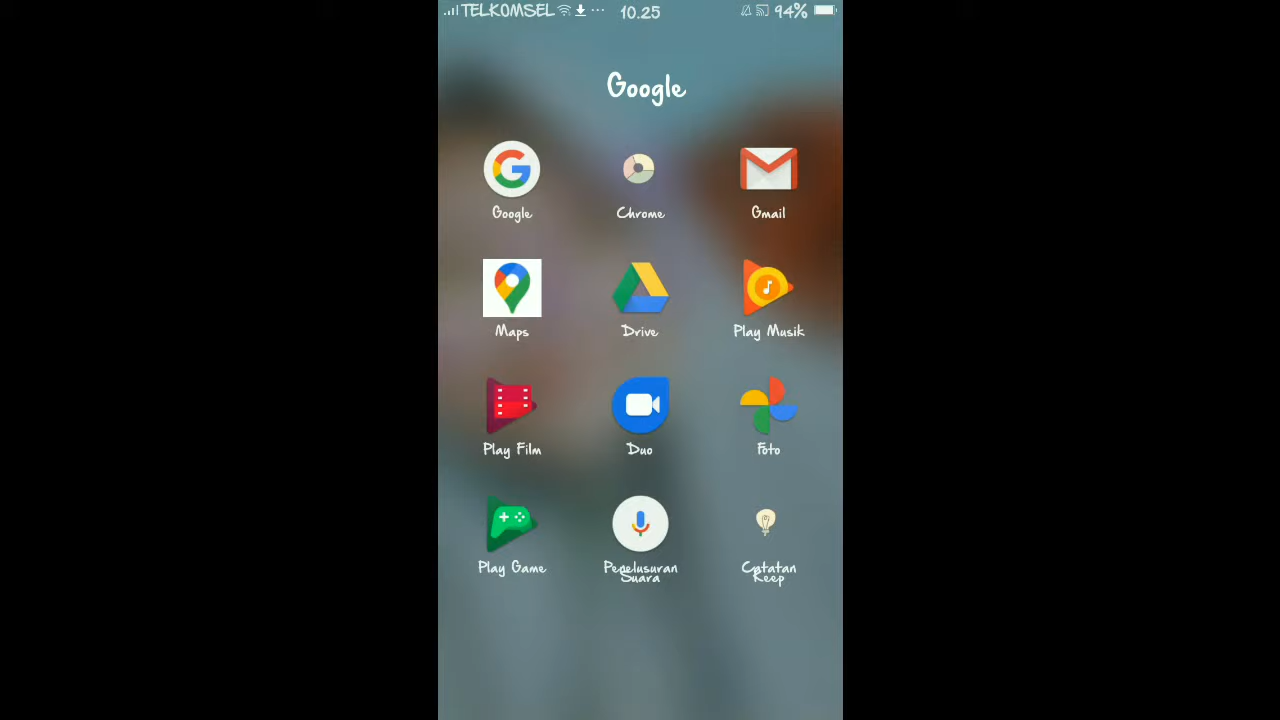 TELKOMSEL 10.25 94%
Google
Google Chrome Gmail
Maps Drive Play Musik
Play Film Duo Foto
Play Game Penelusuran Suara Catatan Keep